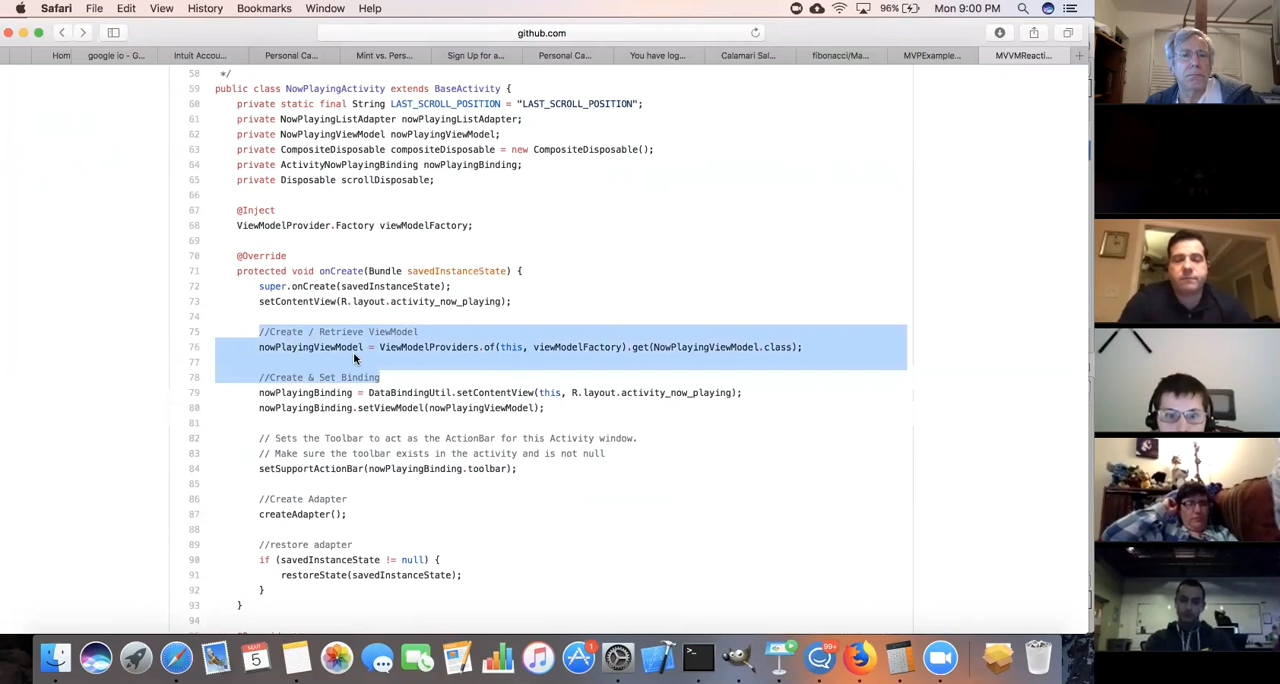 Safari File Edit View History Bookmarks Window Help 96% Mon 9:00 PM
github.com
Hom google io - G... Intuit Accou... Personal Ca... Mint vs. Pers... Sign Up for a... Personal Ca... You have log... Calamari Sal... fibonacci/Ma... MVPExample... MVVMReacti...
58 */
59 public class NowPlayingActivity extends BaseActivity {
60 private static final String LAST_SCROLL_POSITION = "LAST_SCROLL_POSITION";
61 private NowPlayingListAdapter nowPlayingListAdapter;
62 private NowPlayingViewModel nowPlayingViewModel;
63 private CompositeDisposable compositeDisposable = new CompositeDisposable();
64 private ActivityNowPlayingBinding nowPlayingBinding;
65 private Disposable scrollDisposable;
66
67 @Inject
68 ViewModelProvider.Factory viewModelFactory;
69
70 @Override
71 protected void onCreate(Bundle savedInstanceState) {
72 super.onCreate(savedInstanceState);
73 setContentView(R.layout.activity_now_playing);
74
75 //Create / Retrieve ViewModel
76 nowPlayingViewModel = ViewModelProviders.of(this, viewModelFactory).get(NowPlayingViewModel.class);
77
78 //Create & Set Binding
79 nowPlayingBinding = DataBindingUtil.setContentView(this, R.layout.activity_now_playing);
80 nowPlayingBinding.setViewModel(nowPlayingViewModel);
81
82 // Sets the Toolbar to act as the ActionBar for this Activity window.
83 // Make sure the toolbar exists in the activity and is not null
84 setSupportActionBar(nowPlayingBinding.toolbar);
85
86 //Create Adapter
87 createAdapter();
88
89 //restore adapter
90 if (savedInstanceState != null) {
91 restoreState(savedInstanceState);
92 }
93 }
94
MAR
5
1
99+